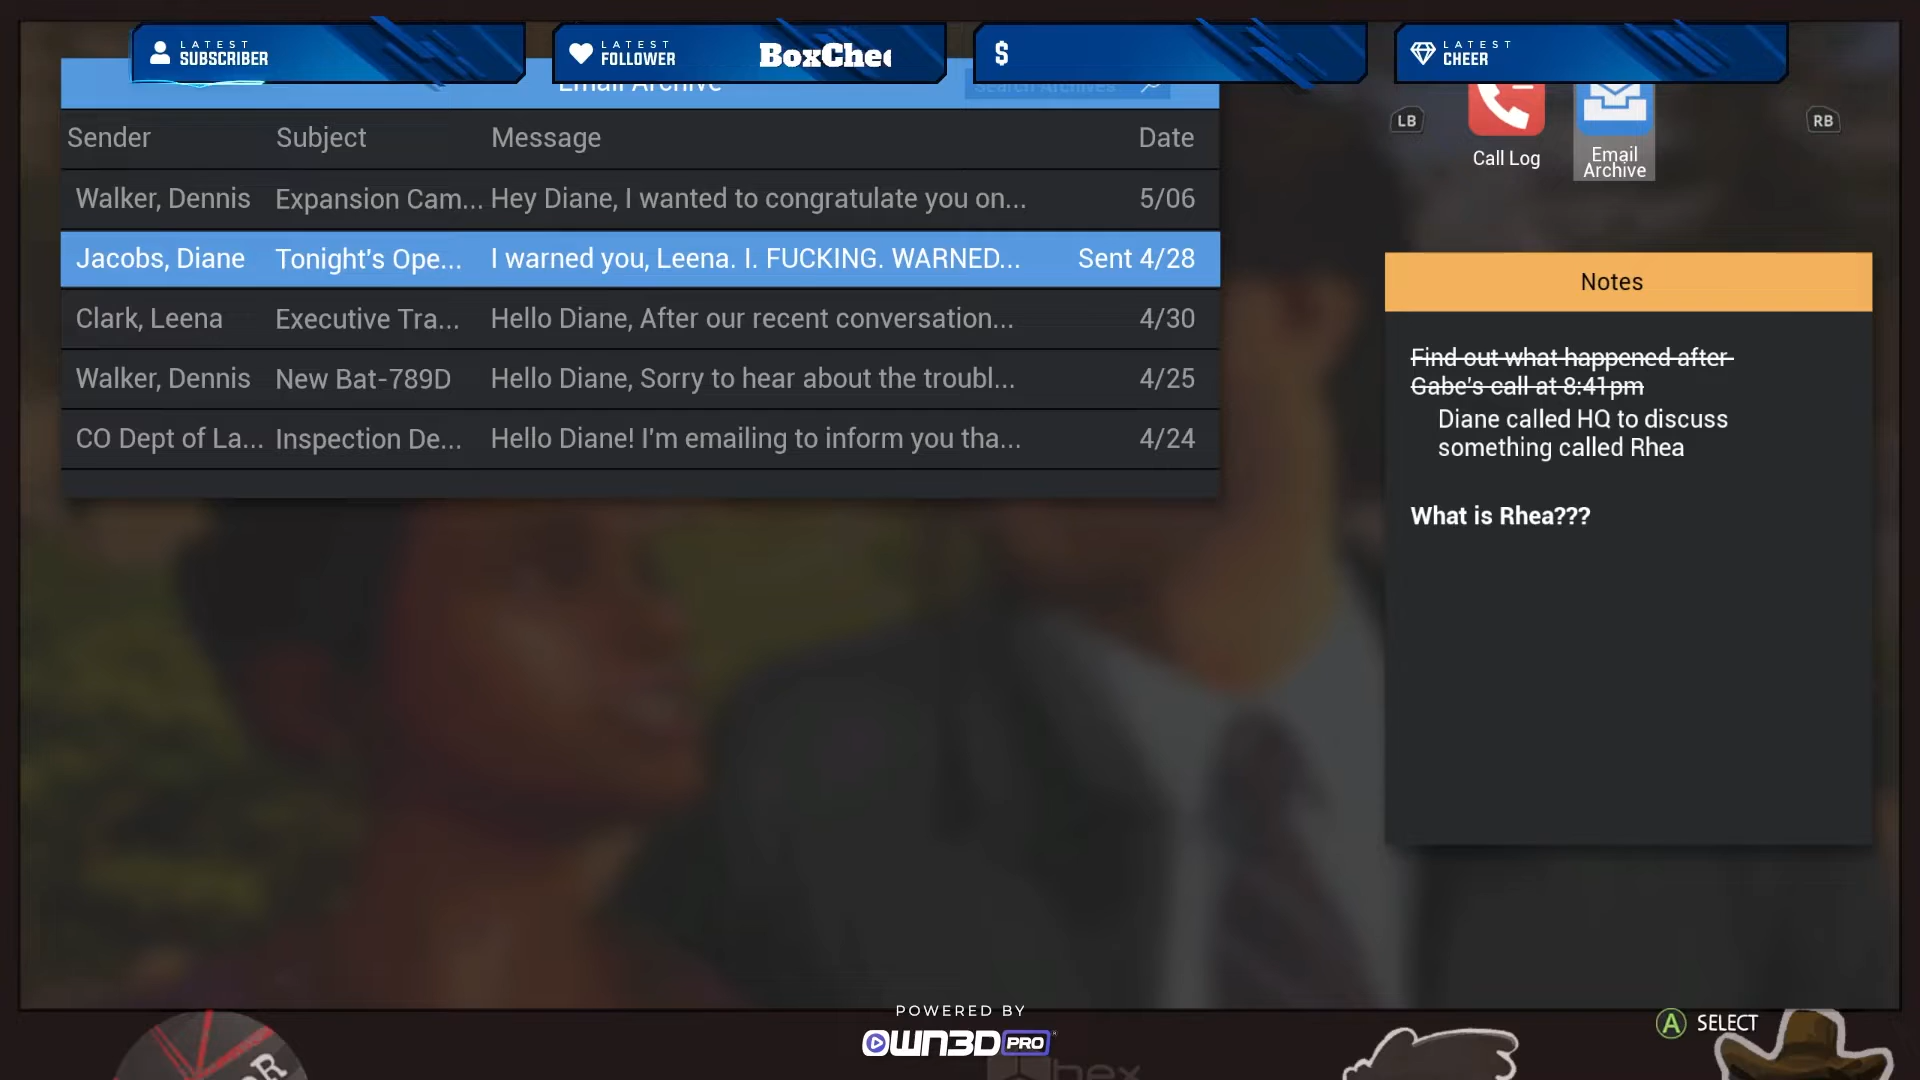 LATEST
SUBSCRIBER
LATEST
FOLLOWER
BoxChe
$
LATEST
CHEER
Email Archive
Search Archives
LB
Call Log
Email
Archive
RB
Sender Subject Message Date
Walker, Dennis Expansion Cam... Hey Diane, I wanted to congratulate you on... 5/06
Jacobs, Diane Tonight's Ope... I warned you, Leena. I. FUCKING. WARNED... Sent 4/28
Clark, Leena Executive Tra... Hello Diane, After our recent conversation... 4/30
Walker, Dennis New Bat-789D Hello Diane, Sorry to hear about the troubl... 4/25
CO Dept of La... Inspection De... Hello Diane! I'm emailing to inform you tha... 4/24
Notes
Find out what happened after
Gabe's call at 8:41pm
Diane called HQ to discuss
something called Rhea
What is Rhea???
POWERED BY
OWN3D PRO
A SELECT
hex